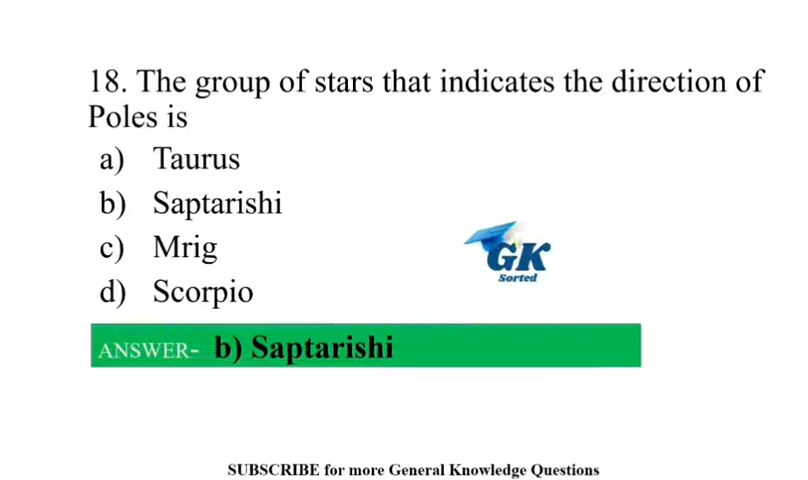 18. The group of stars that indicates the direction of
Poles is
a) Taurus
b) Saptarishi
c) Mrig
d) Scorpio
GK
Sorted
ANSWER- b) Saptarishi
SUBSCRIBE for more General Knowledge Questions